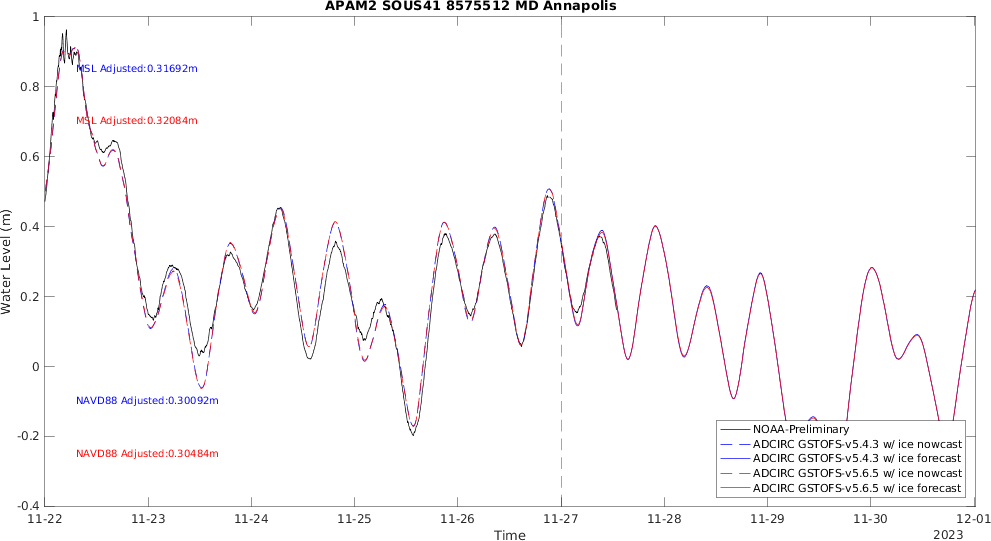 APAM2 SOUS41 8575512 MD Annapolis
1
0.8
0.6
0.4
0.2
0
-0.2
-0.4
Water Level (m)
MSL Adjusted:0.31692m
MSL Adjusted:0.32084m
NAVD88 Adjusted:0.30092m
NAVD88 Adjusted:0.30484m
NOAA-Preliminary
ADCIRC GSTOFS-v5.4.3 w/ ice nowcast
ADCIRC GSTOFS-v5.4.3 w/ ice forecast
ADCIRC GSTOFS-v5.6.5 w/ ice nowcast
ADCIRC GSTOFS-v5.6.5 w/ ice forecast
11-22 11-23 11-24 11-25 11-26 11-27 11-28 11-29 11-30 12-01
Time
2023